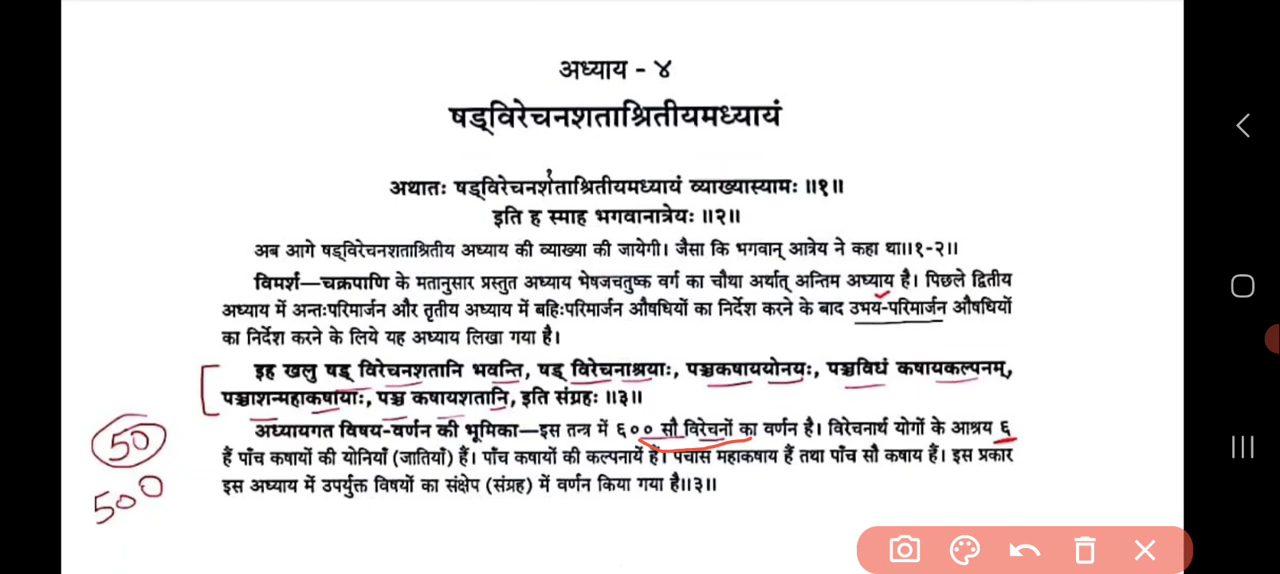 अध्याय - ४
षड्विरेचनशताश्रितीयमध्यायं
अथातः षड्विरेचनशताश्रितीयमध्यायं व्याख्यास्यामः ॥१॥
इति ह स्माह भगवानात्रेयः ॥२॥
अब आगे षड्विरेचनशताश्रितीय अध्याय की व्याख्या की जायेगी। जैसा कि भगवान् आत्रेय ने कहा था॥१-२॥
विमर्श—चक्रपाणि के मतानुसार प्रस्तुत अध्याय भेषजचतुष्क वर्ग का चौथा अर्थात् अन्तिम अध्याय है। पिछले द्वितीय
अध्याय में अन्तःपरिमार्जन और तृतीय अध्याय में बहिःपरिमार्जन औषधियों का निर्देश करने के बाद उभय-परिमार्जन औषधियों
का निर्देश करने के लिये यह अध्याय लिखा गया है।
इह खलु षड् विरेचनशतानि भवन्ति, षड् विरेचनाश्रयाः, पञ्चकषाययोनयः, पञ्चविधं कषायकल्पनम्,
पञ्चाशन्महाकषायाः, पञ्च कषायशतानि, इति संग्रहः ॥३॥
अध्यायगत विषय-वर्णन की भूमिका—इस तन्त्र में ६०० सौ विरेचनों का वर्णन है। विरेचनार्थ योगों के आश्रय ६
हैं पाँच कषायों की योनियाँ (जातियाँ) हैं। पाँच कषायों की कल्पनायें हैं। पचास महाकषाय हैं तथा पाँच सौ कषाय हैं। इस प्रकार
इस अध्याय में उपर्युक्त विषयों का संक्षेप (संग्रह) में वर्णन किया गया है॥३॥
50
500